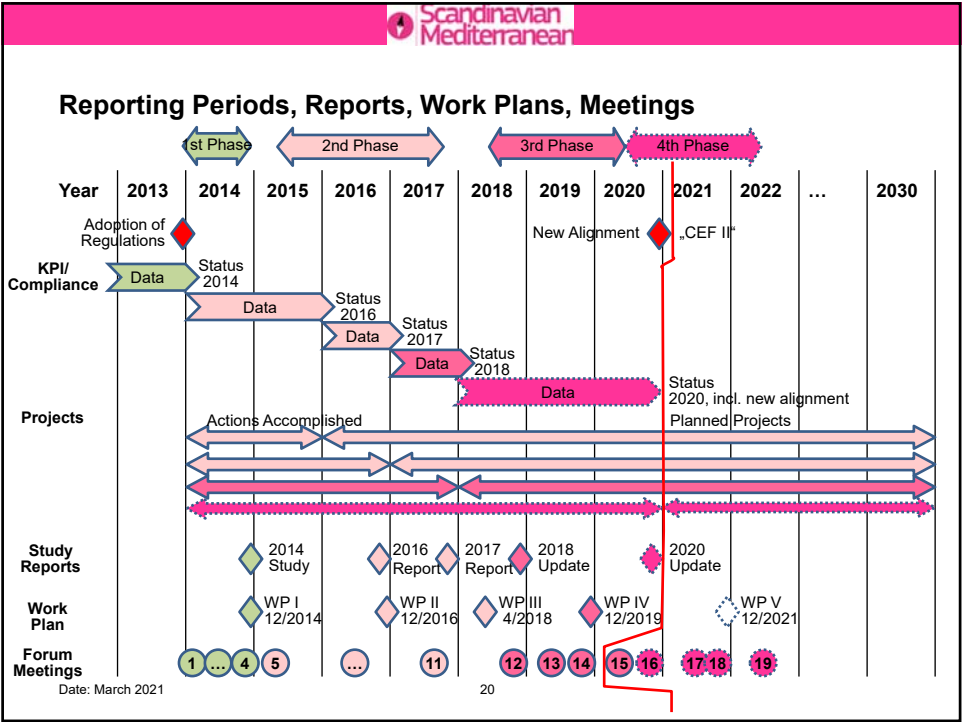 Scandinavian
Mediterranean
Reporting Periods, Reports, Work Plans, Meetings
1st Phase 2nd Phase 3rd Phase 4th Phase
Year 2013 2014 2015 2016 2017 2018 2019 2020 2021 2022 … 2030
Adoption of
Regulations
New Alignment „CEF II“
KPI/
Compliance
Data Status
2014
Data Status
2016
Data Status
2017
Data Status
2018
Data Status
2020, incl. new alignment
Projects
Actions Accomplished Planned Projects
Study
Reports
2014
Study
2016
Report
2017
Report
2018
Update
2020
Update
Work
Plan
WP I
12/2014
WP II
12/2016
WP III
4/2018
WP IV
12/2019
WP V
12/2021
Forum
Meetings
1 … 4 5 … 11 12 13 14 15 16 17 18 19
Date: March 2021 20